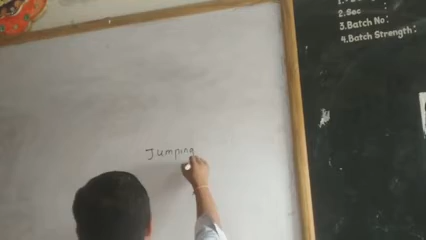 2.Sec :
3.Batch No :
4.Batch Strength :
Jumping